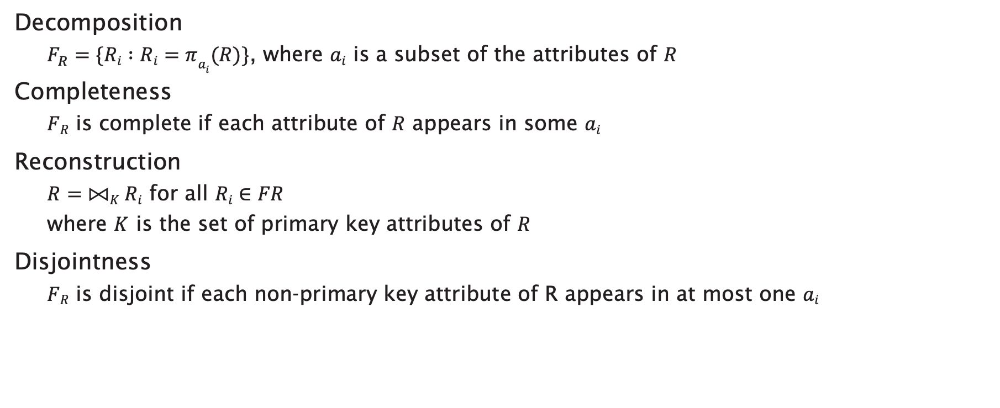 Decomposition
F_R = {R_i : R_i = π_{a_i}(R)}, where a_i is a subset of the attributes of R
Completeness
F_R is complete if each attribute of R appears in some a_i
Reconstruction
R = ⋈_K R_i for all R_i ∈ FR
where K is the set of primary key attributes of R
Disjointness
F_R is disjoint if each non-primary key attribute of R appears in at most one a_i